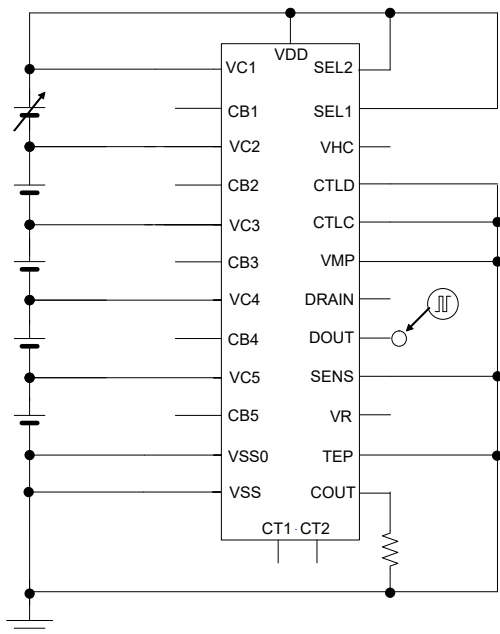 VDD
VC1 SEL2
CB1 SEL1
VC2 VHC
CB2 CTLD
VC3 CTLC
CB3 VMP
VC4 DRAIN
CB4 DOUT
VC5 SENS
CB5 VR
VSS0 TEP
VSS COUT
CT1 CT2